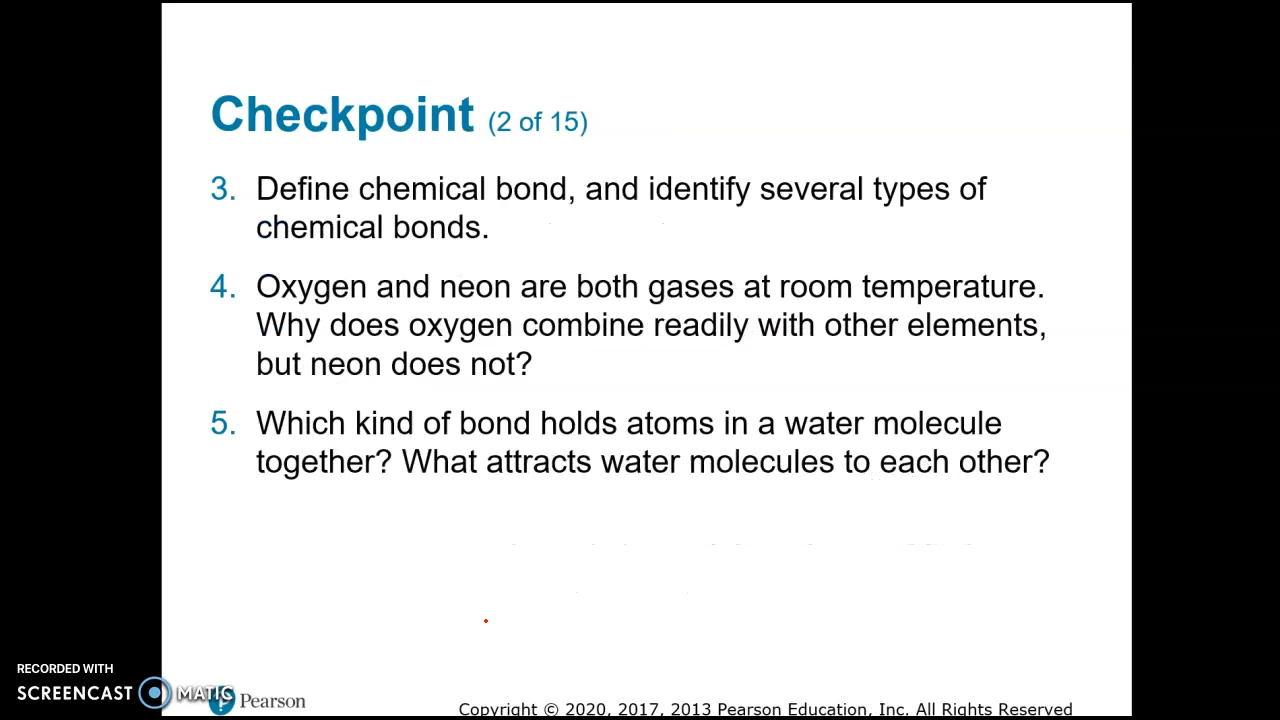 Checkpoint (2 of 15)
3. Define chemical bond, and identify several types of
chemical bonds.
4. Oxygen and neon are both gases at room temperature.
Why does oxygen combine readily with other elements,
but neon does not?
5. Which kind of bond holds atoms in a water molecule
together? What attracts water molecules to each other?
RECORDED WITH
SCREENCAST MATIC
Pearson
Copyright © 2020, 2017, 2013 Pearson Education, Inc. All Rights Reserved